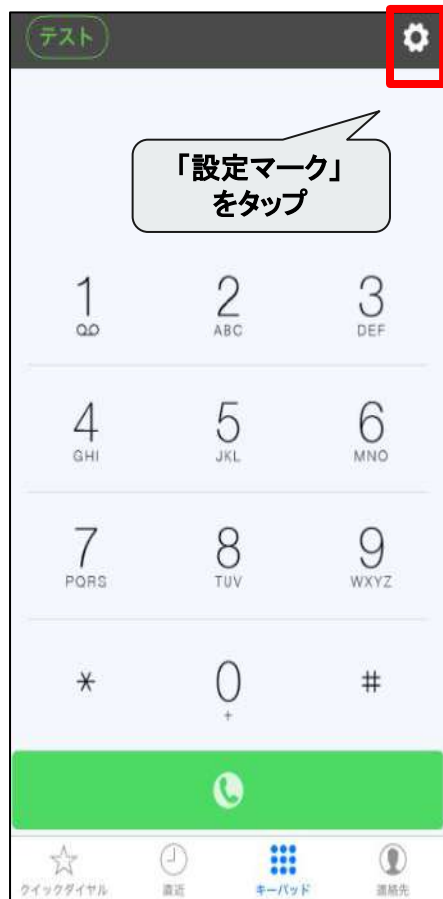 テスト
「設定マーク」
をタップ
1 2 3
ABC DEF
4 5 6
GHI JKL MNO
7 8 9
PQRS TUV WXYZ
* 0 #
+
クイックダイヤル 直近 キーパッド 連絡先